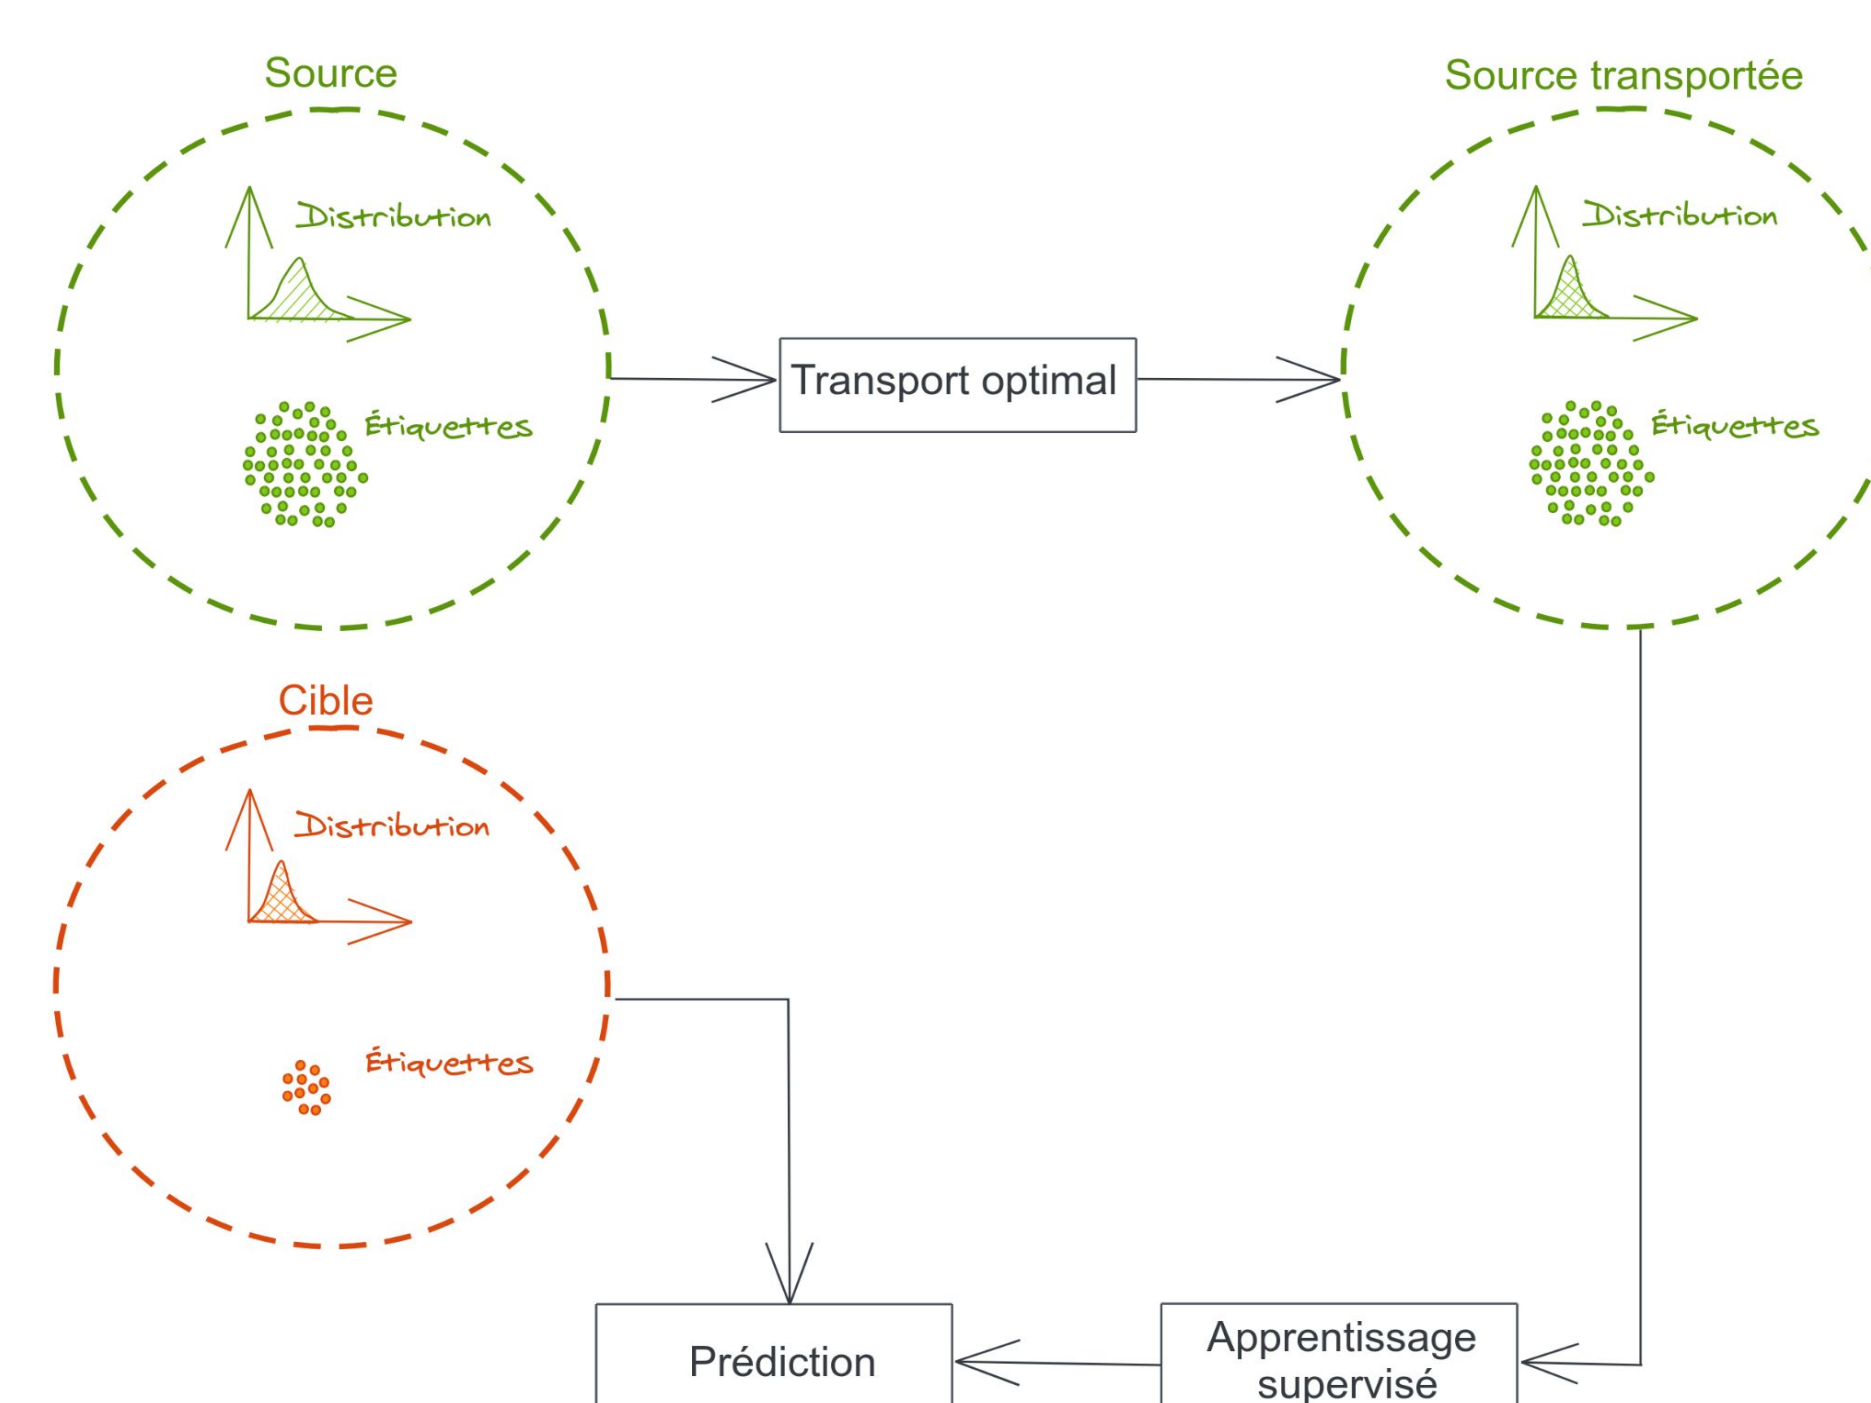 Source
Source transportée
Distribution
Distribution
Transport optimal
Étiquettes
Étiquettes
Cible
Distribution
Étiquettes
Prédiction
Apprentissage
supervisé